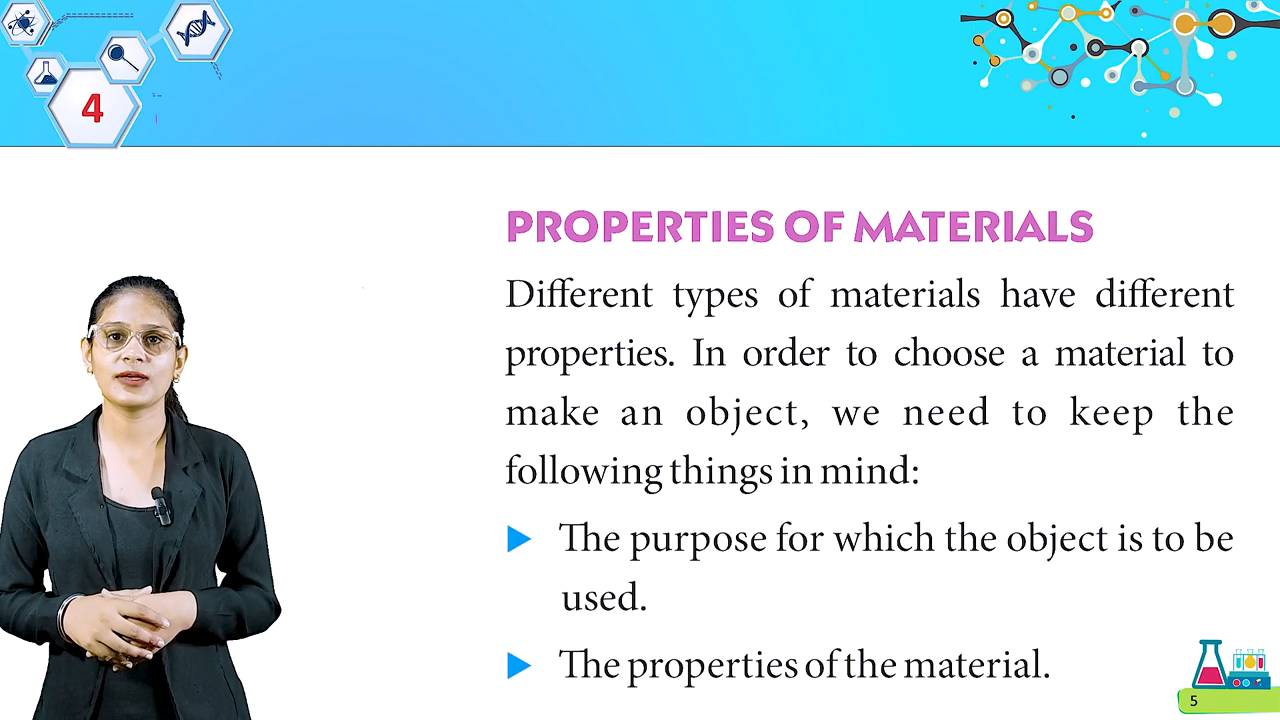 4
PROPERTIES OF MATERIALS
Different types of materials have different
properties. In order to choose a material to
make an object, we need to keep the
following things in mind:
The purpose for which the object is to be
used.
The properties of the material.
5